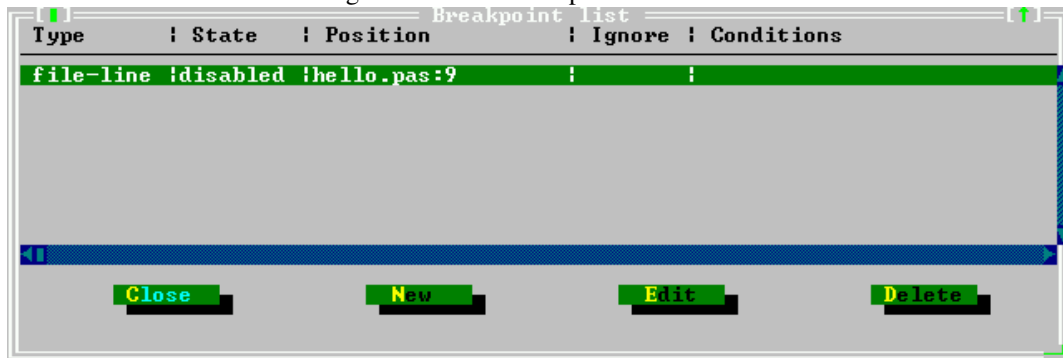 Breakpoint list
Type ¦ State ¦ Position ¦ Ignore ¦ Conditions
file-line ¦disabled ¦hello.pas:9 ¦ ¦
Close New Edit Delete